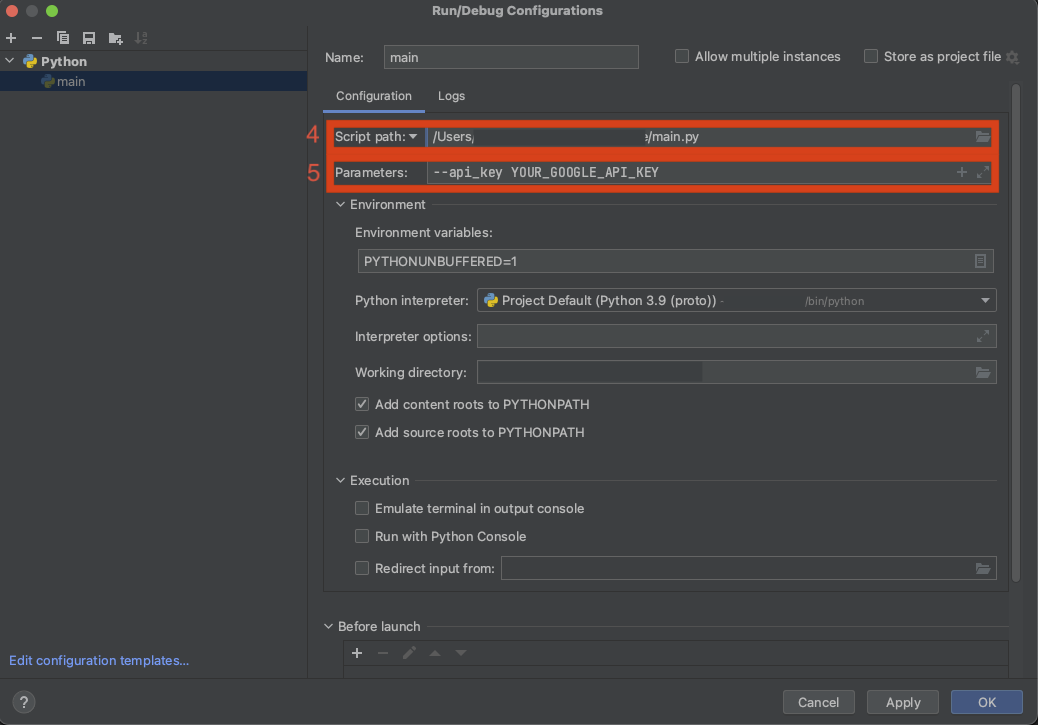 Run/Debug Configurations
Python
main
Name: main
Allow multiple instances
Store as project file
Configuration Logs
4 Script path: /Users/ e/main.py
5 Parameters: --api_key YOUR_GOOGLE_API_KEY
Environment
Environment variables:
PYTHONUNBUFFERED=1
Python interpreter: Project Default (Python 3.9 (proto)) - /bin/python
Interpreter options:
Working directory:
Add content roots to PYTHONPATH
Add source roots to PYTHONPATH
Execution
Emulate terminal in output console
Run with Python Console
Redirect input from:
Before launch
Edit configuration templates...
? Cancel Apply OK